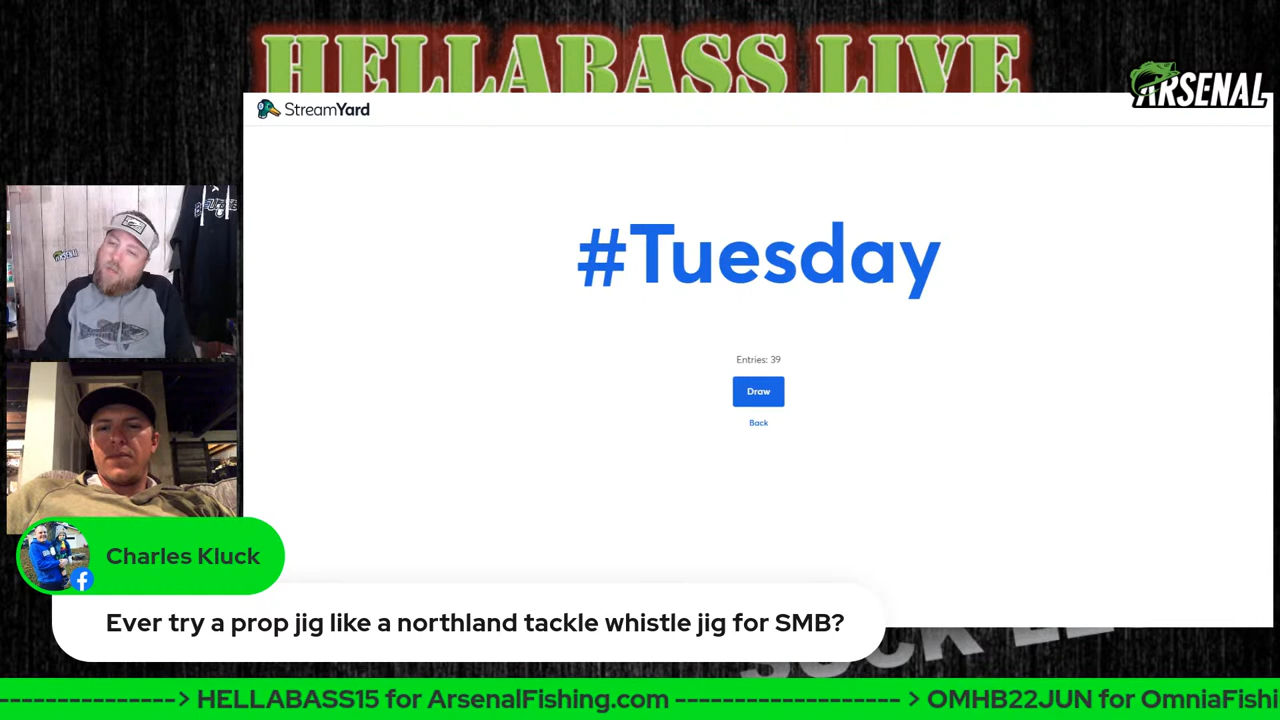 HELLABASS LIVE
ARSENAL
StreamYard
#Tuesday
Entries: 39
Draw
Back
ARSENAL
Charles Kluck
Ever try a prop jig like a northland tackle whistle jig for SMB?
-----------------> HELLABASS15 for ArsenalFishing.com ------------------- > OMHB22JUN for OmniaFishi